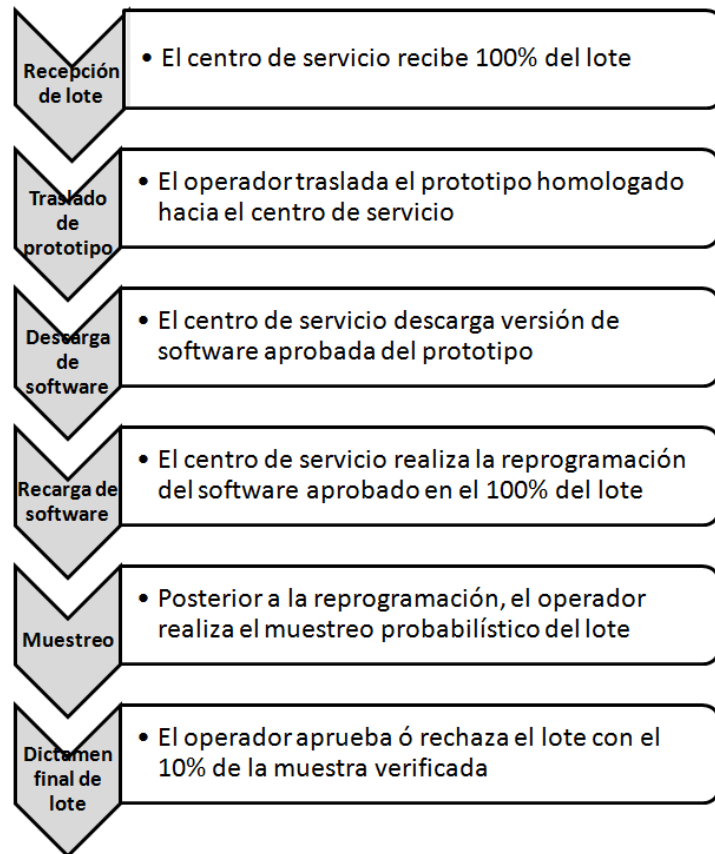 Recepción
de lote
• El centro de servicio recibe 100% del lote
Traslado
de
prototipo
• El operador traslada el prototipo homologado
hacia el centro de servicio
Descarga
de
software
• El centro de servicio descarga versión de
software aprobada del prototipo
Recarga de
software
• El centro de servicio realiza la reprogramación
del software aprobado en el 100% del lote
Muestreo
• Posterior a la reprogramación, el operador
realiza el muestreo probabilístico del lote
Dictamen
final de
lote
• El operador aprueba ó rechaza el lote con el
10% de la muestra verificada